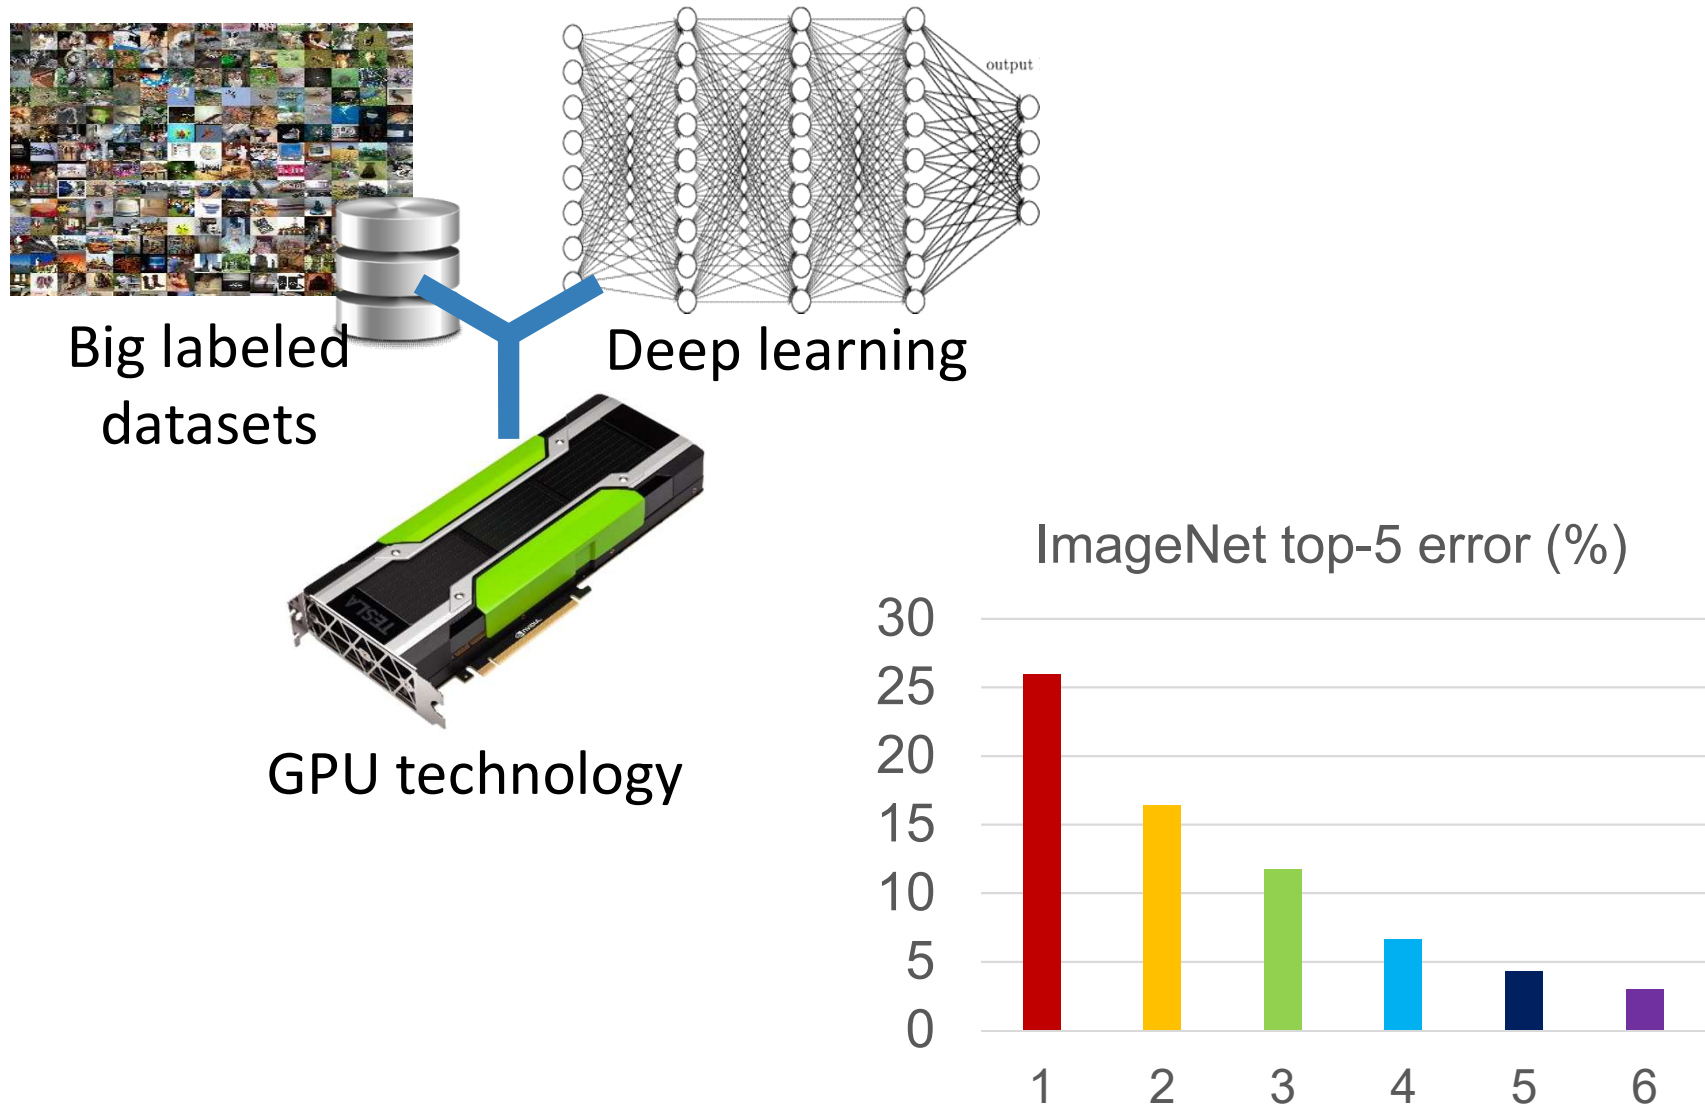 output
Big labeled
datasets
Deep learning
TESLA
NVIDIA
GPU technology
ImageNet top-5 error (%)
30
25
20
15
10
5
0
1 2 3 4 5 6